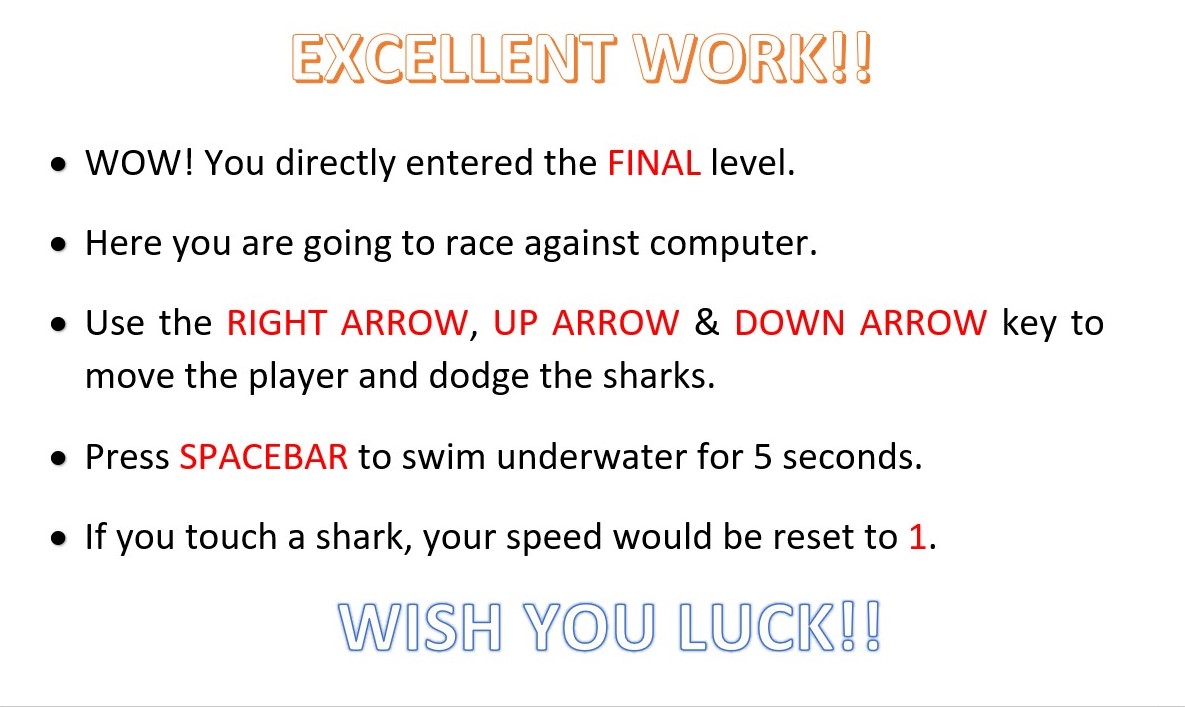 EXCELLENT WORK!!
• WOW! You directly entered the FINAL level.
• Here you are going to race against computer.
• Use the RIGHT ARROW, UP ARROW & DOWN ARROW key to
move the player and dodge the sharks.
• Press SPACEBAR to swim underwater for 5 seconds.
• If you touch a shark, your speed would be reset to 1.
WISH YOU LUCK!!